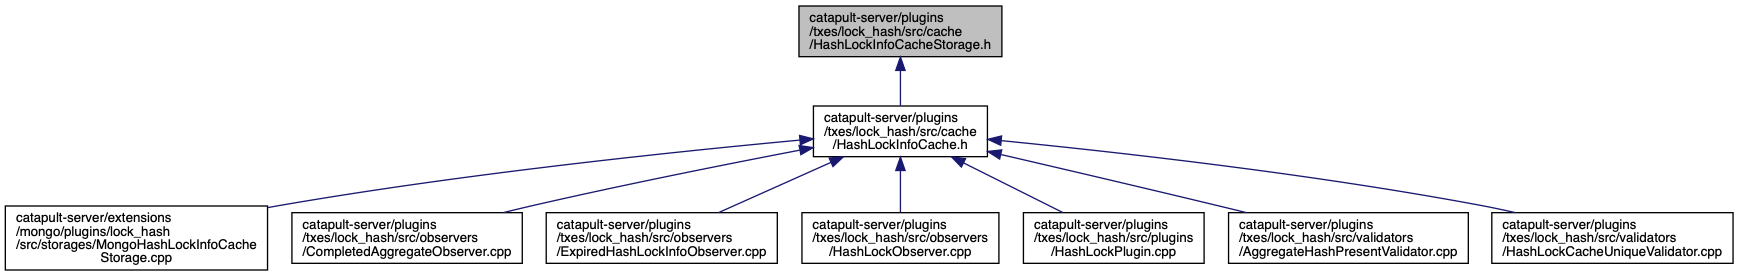 catapult-server/plugins
/txes/lock_hash/src/cache
/HashLockInfoCacheStorage.h
catapult-server/plugins
/txes/lock_hash/src/cache
/HashLockInfoCache.h
catapult-server/extensions
/mongo/plugins/lock_hash
/src/storages/MongoHashLockInfoCache
Storage.cpp
catapult-server/plugins
/txes/lock_hash/src/observers
/CompletedAggregateObserver.cpp
catapult-server/plugins
/txes/lock_hash/src/observers
/ExpiredHashLockInfoObserver.cpp
catapult-server/plugins
/txes/lock_hash/src/observers
/HashLockObserver.cpp
catapult-server/plugins
/txes/lock_hash/src/plugins
/HashLockPlugin.cpp
catapult-server/plugins
/txes/lock_hash/src/validators
/AggregateHashPresentValidator.cpp
catapult-server/plugins
/txes/lock_hash/src/validators
/HashLockCacheUniqueValidator.cpp